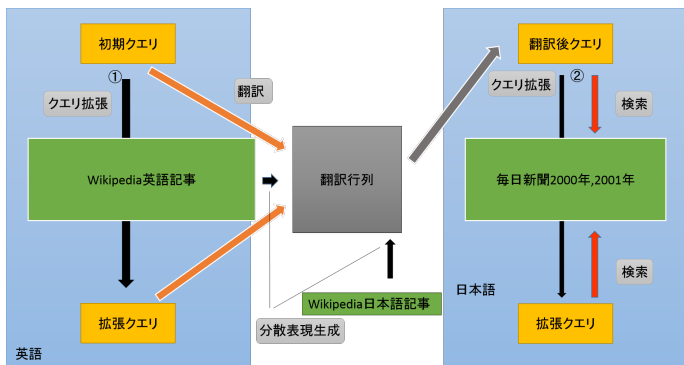 初期クエリ
①
クエリ拡張
翻訳
Wikipedia英語記事
拡張クエリ
英語
翻訳行列
Wikipedia日本語記事
分散表現生成
翻訳後クエリ
クエリ拡張
②
検索
毎日新聞2000年,2001年
検索
日本語
拡張クエリ